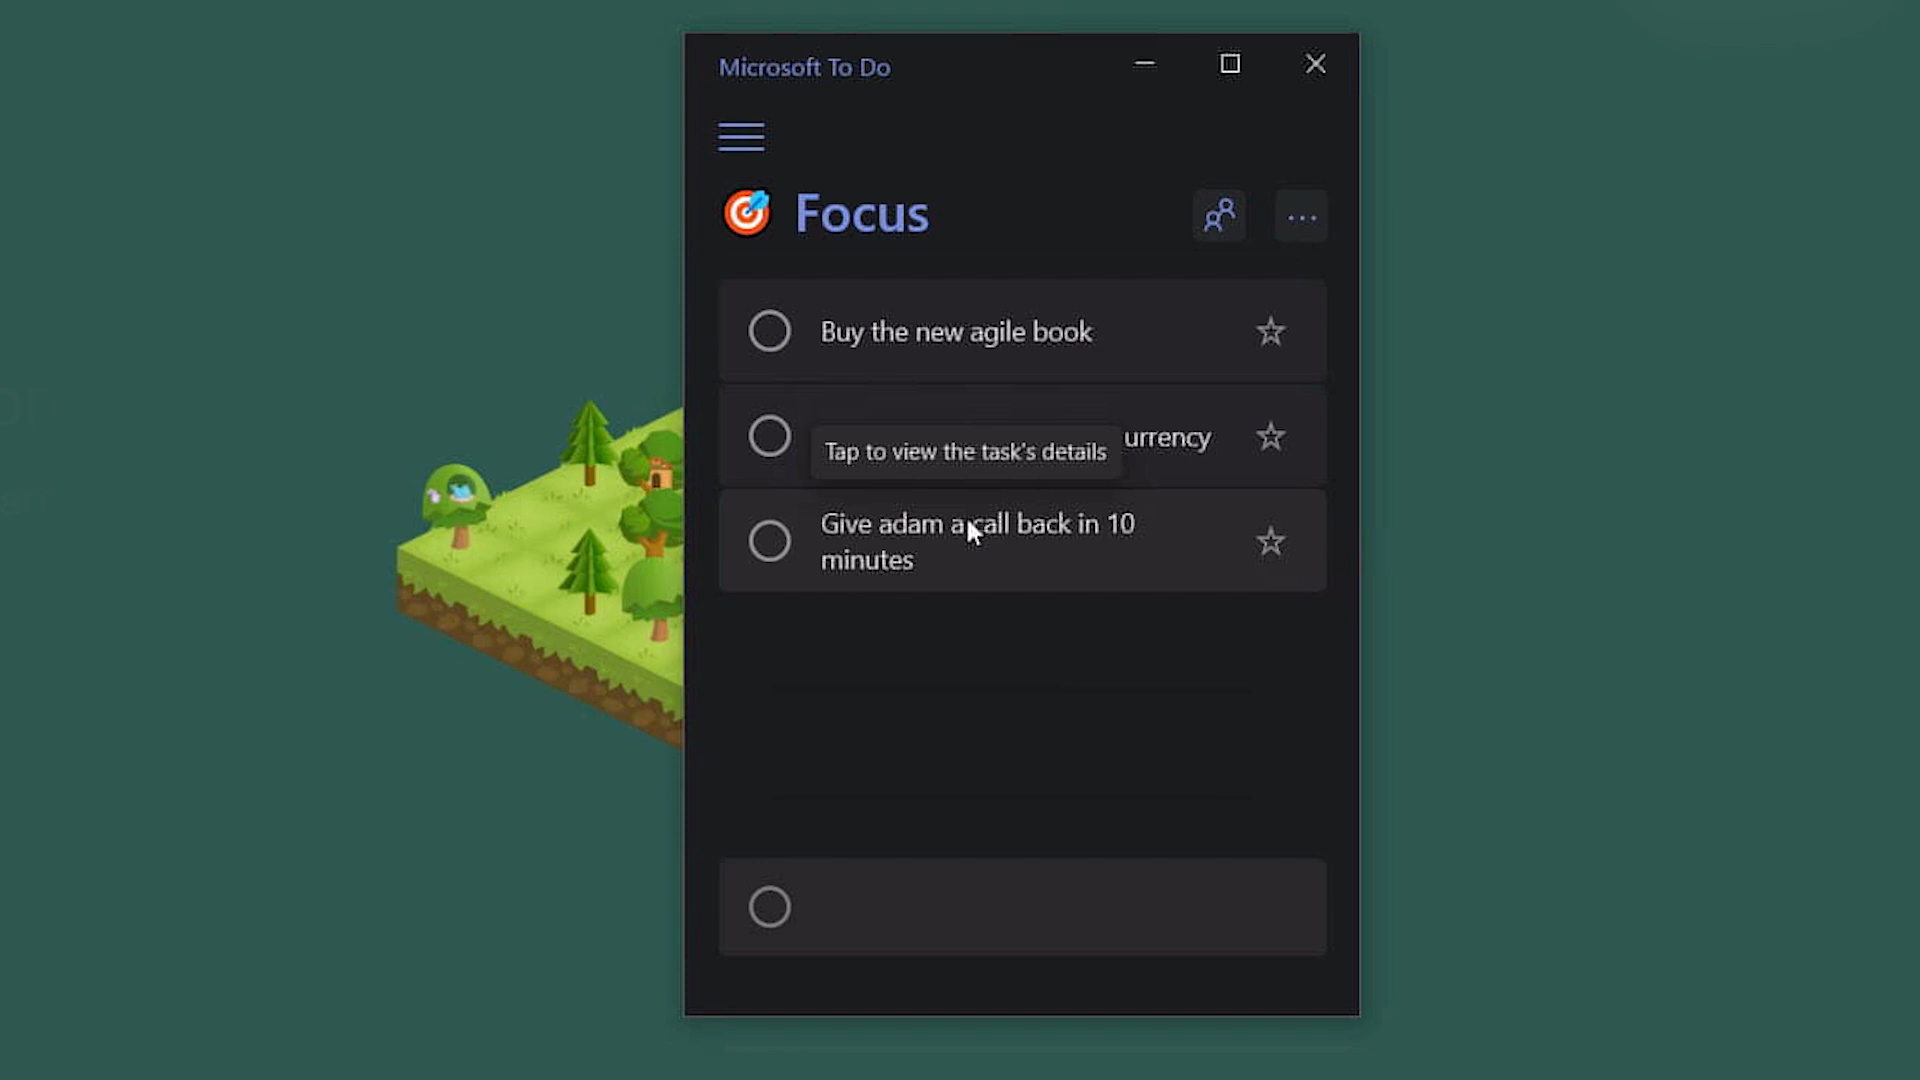 Microsoft To Do
Focus
Buy the new agile book
urrency
Tap to view the task's details
Give adam a call back in 10
minutes